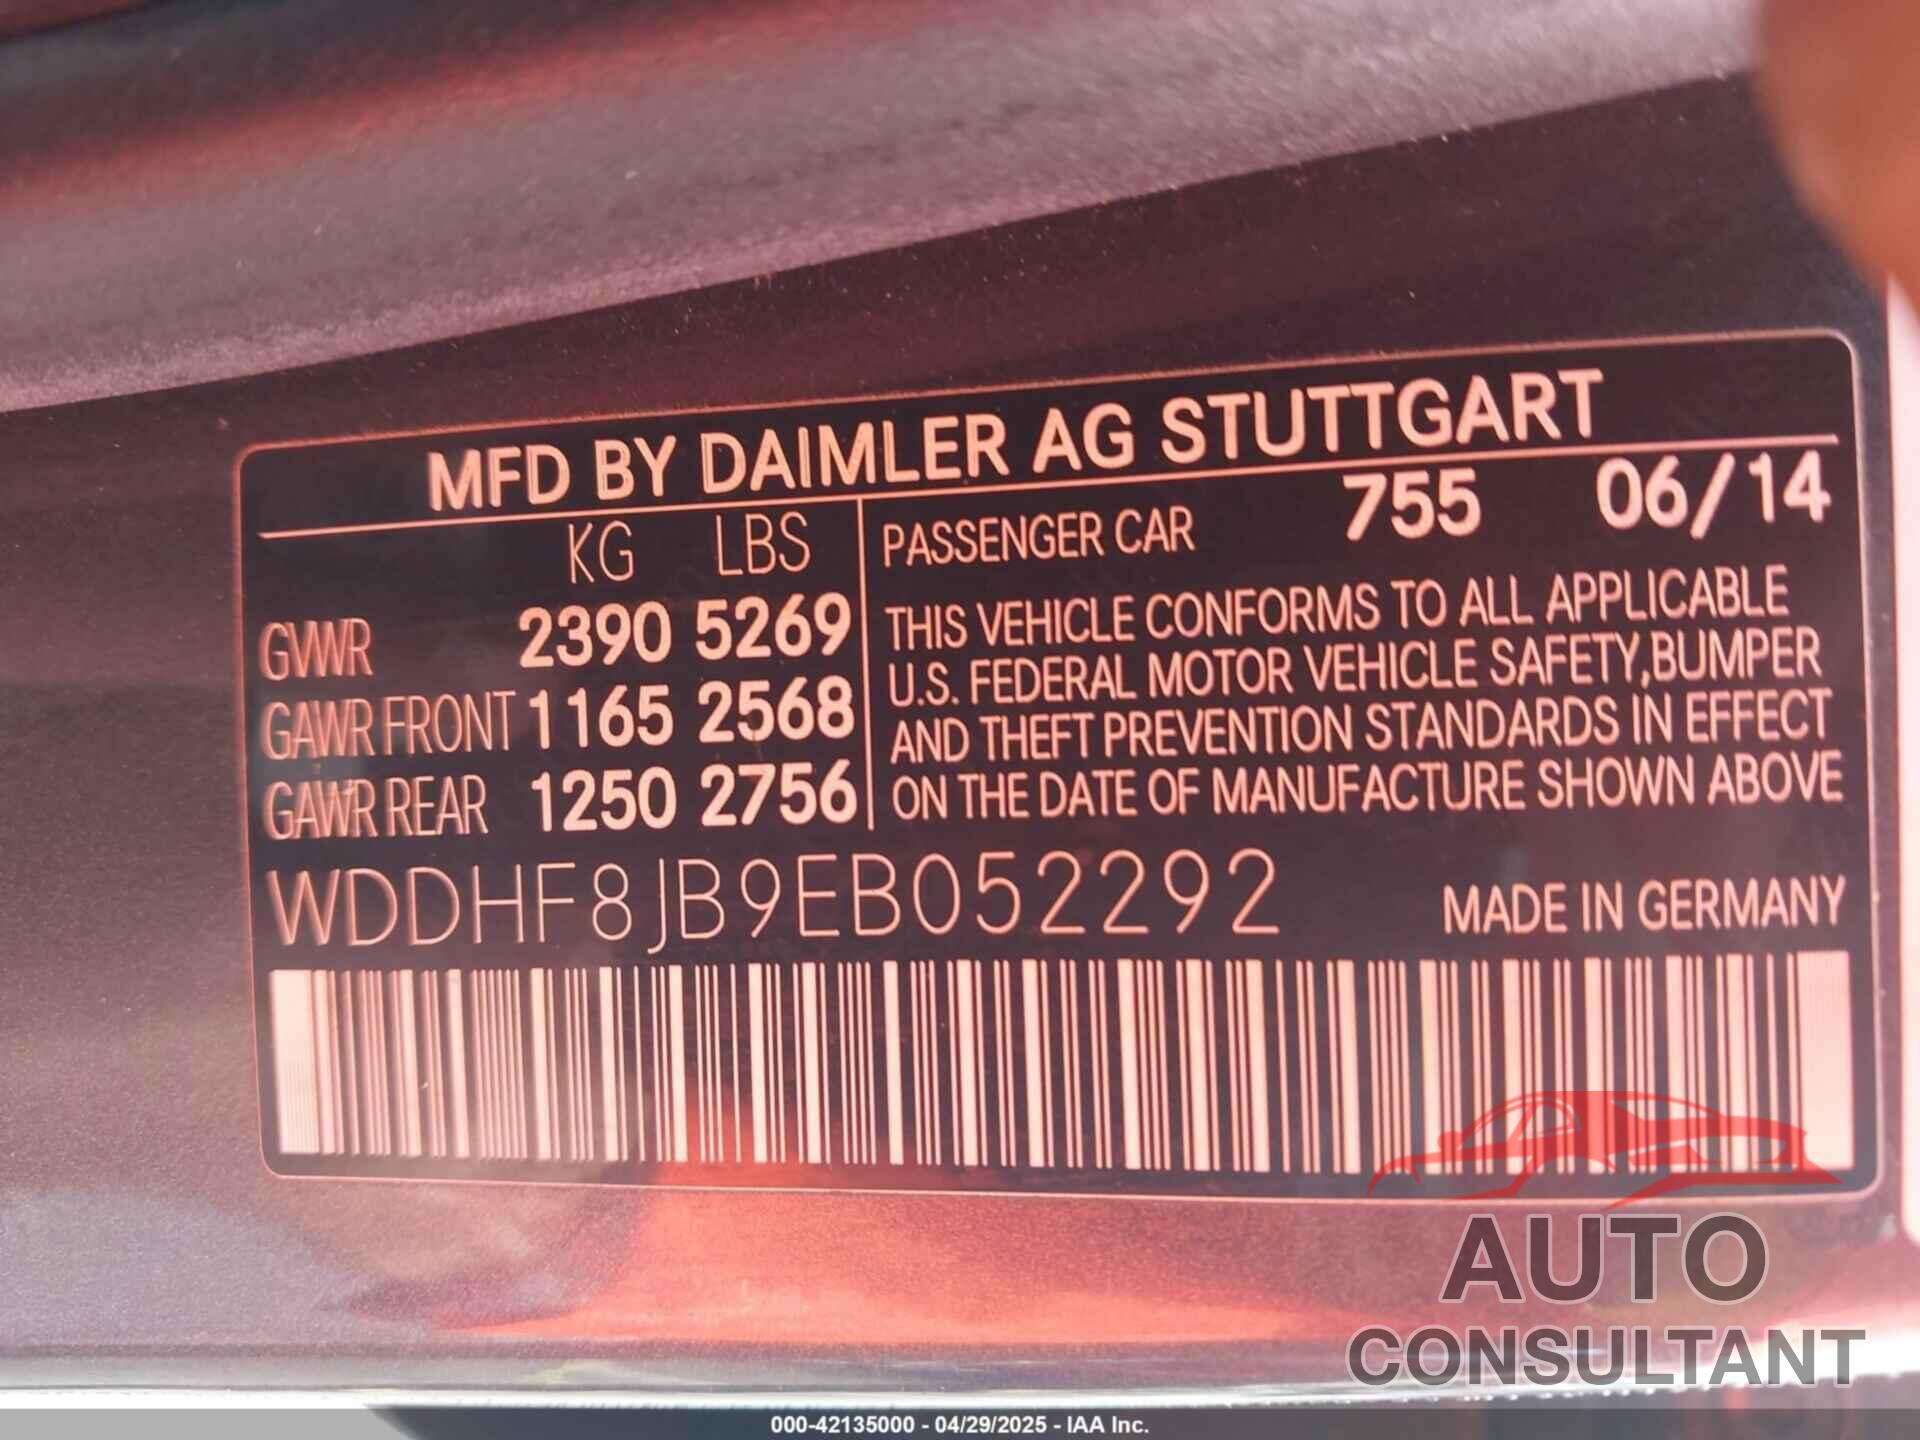 MFD BY DAIMLER AG STUTTGART
KG LBS
PASSENGER CAR 755 06/14
GVWR 2390 5269
GAWR FRONT 1165 2568
GAWR REAR 1250 2756
THIS VEHICLE CONFORMS TO ALL APPLICABLE
U.S. FEDERAL MOTOR VEHICLE SAFETY,BUMPER
AND THEFT PREVENTION STANDARDS IN EFFECT
ON THE DATE OF MANUFACTURE SHOWN ABOVE
WDDHF8JB9EB052292
MADE IN GERMANY
AUTO
CONSULTANT
000-42135000 - 04/29/2025 - IAA Inc.